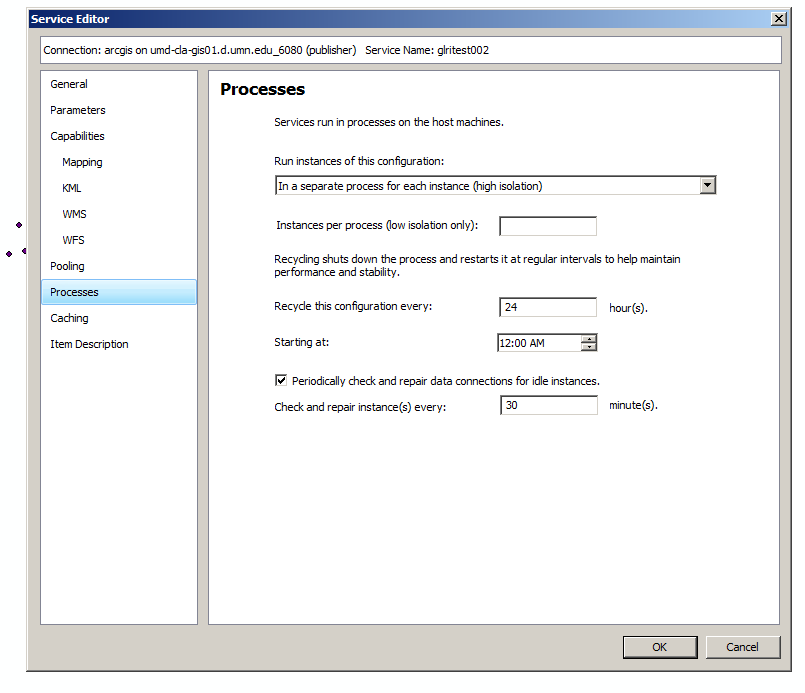 Service Editor
Connection: arcgis on umd-cla-gis01.d.umn.edu_6080 (publisher) Service Name: glritest002
General
Parameters
Capabilities
Mapping
KML
WMS
WFS
Pooling
Processes
Caching
Item Description
Processes
Services run in processes on the host machines.
Run instances of this configuration:
In a separate process for each instance (high isolation)
Instances per process (low isolation only):
Recycling shuts down the process and restarts it at regular intervals to help maintain
performance and stability.
Recycle this configuration every: 24 hour(s).
Starting at: 12:00 AM
Periodically check and repair data connections for idle instances.
Check and repair instance(s) every: 30 minute(s).
OK Cancel